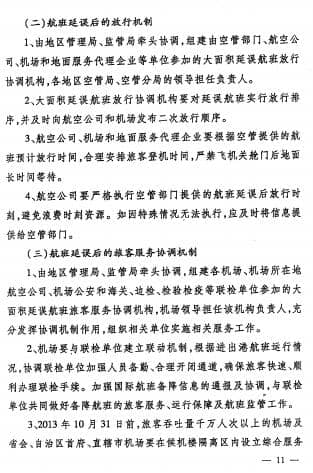 (二)航班延误后的放行机制
1、由地区管理局、监管局牵头协调,组建由空管部门、航空公
司、机场和地面服务代理企业等单位参加的大面积延误航班放
行协调机构,各地区空管局、空管分局的领导担任负责人。
2、大面积延误航班放行协调机构要对延误航班实行放行排
序,并及时向航空公司和机场发布二次放行顺序。
3、航空公司、机场和地面服务代理企业要根据空管提供的航
班预计放行时间,合理安排旅客登机时间,严禁飞机关舱门后地面
长时间等待。
4、航空公司要严格执行空管部门提供的航班延误后放行时
刻,避免浪费时刻资源。如因特殊情况无法执行,应及时将信息提
供给空管部门。
(三)航班延误后的旅客服务协调机制
1、由地区管理局、监管局牵头协调,组建各机场、机场所在地
航空公司、机场公安和海关、边检、检验检疫等联检单位参加的大
面积延误航班旅客服务协调机构,机场领导担任该机构负责人,充
分发挥协调机制作用,组织相关单位实施相关服务工作。
2、机场要与联检单位建立联动机制,根据进出港航班运行情
况,协调联检单位加强人员备勤、合理开闭通道,确保旅客快速、顺
利办理联检手续。加强国际航班备降信息的通报及协调,与联检
单位共同做好备降航班的旅客服务、运行保障及航班监管工作。
3、2013年10月31日前,旅客吞吐量千万人次以上的机场及
省会、自治区首府、直辖市机场要在候机楼隔离区内设立综合服务
— 11 —